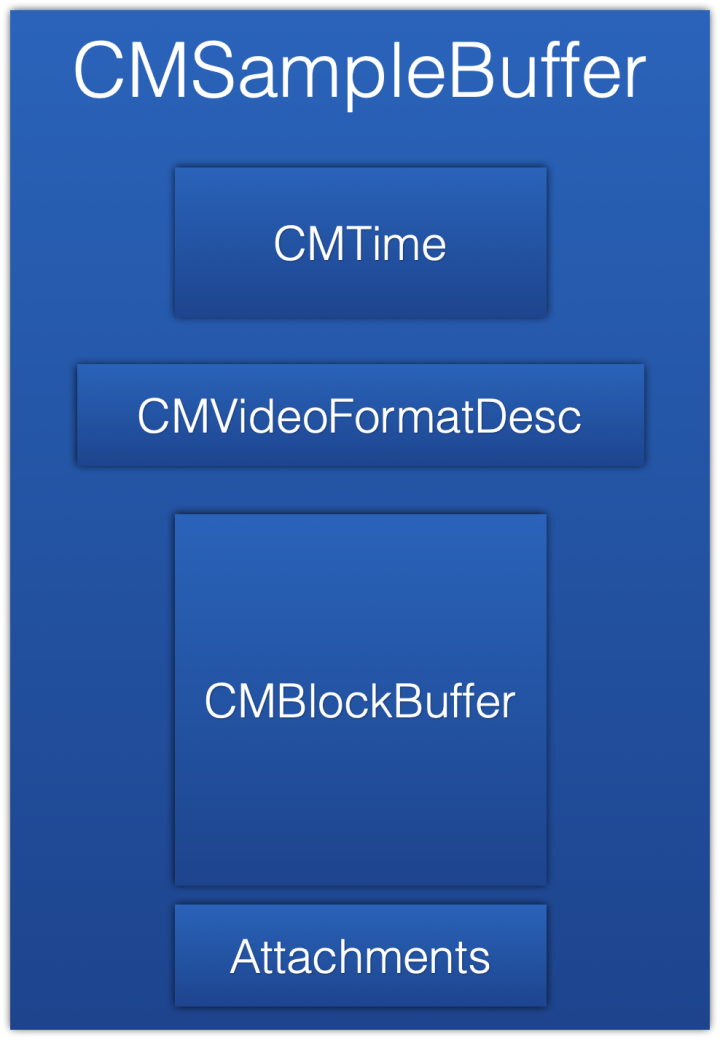 CMSampleBuffer
CMTime
CMVideoFormatDesc
CMBlockBuffer
Attachments